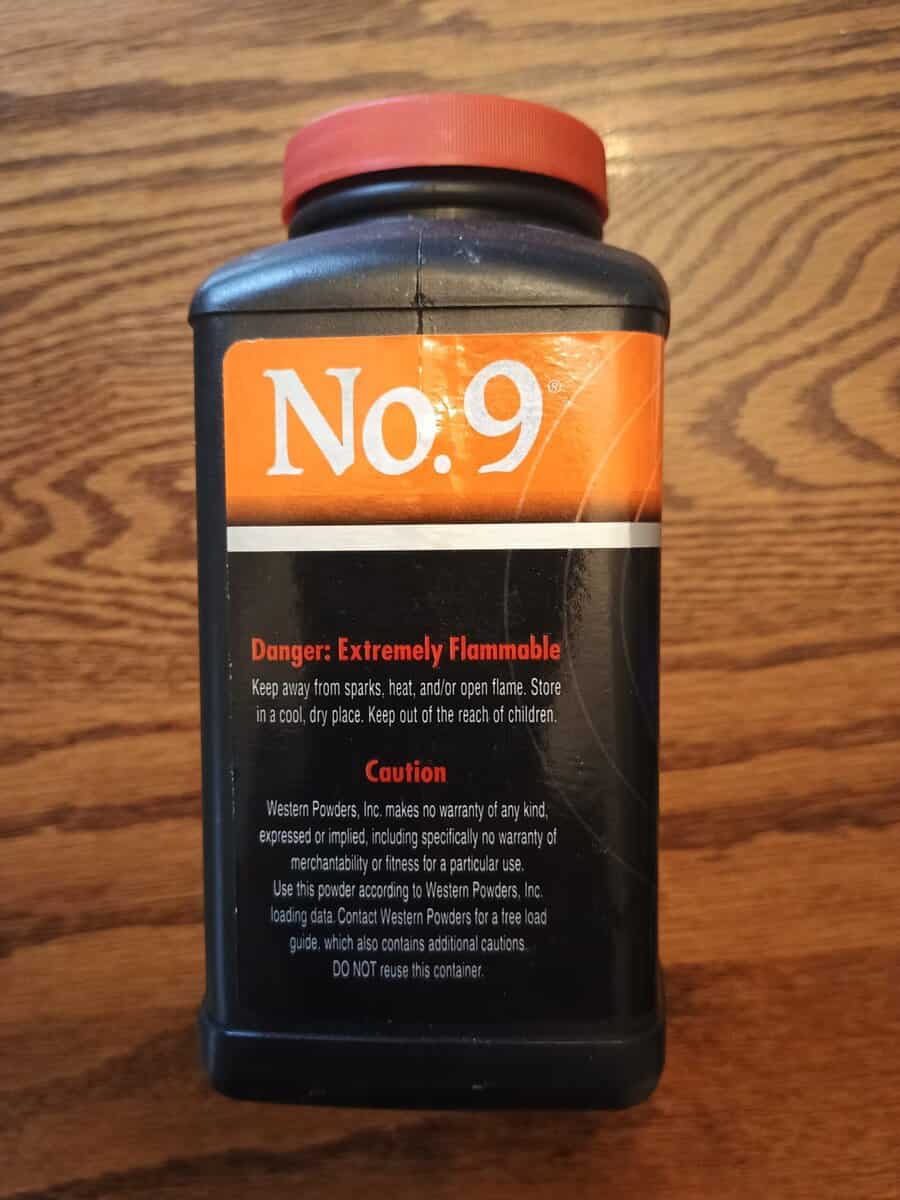 No.9®
Danger: Extremely Flammable
Keep away from sparks, heat, and/or open flame. Store
in a cool, dry place. Keep out of the reach of children.
Caution
Western Powders, Inc. makes no warranty of any kind,
expressed or implied, including specifically no warranty of
merchantability or fitness for a particular use.
Use this powder according to Western Powders, Inc.
loading data. Contact Western Powders for a free load
guide, which also contains additional cautions.
DO NOT reuse this container.